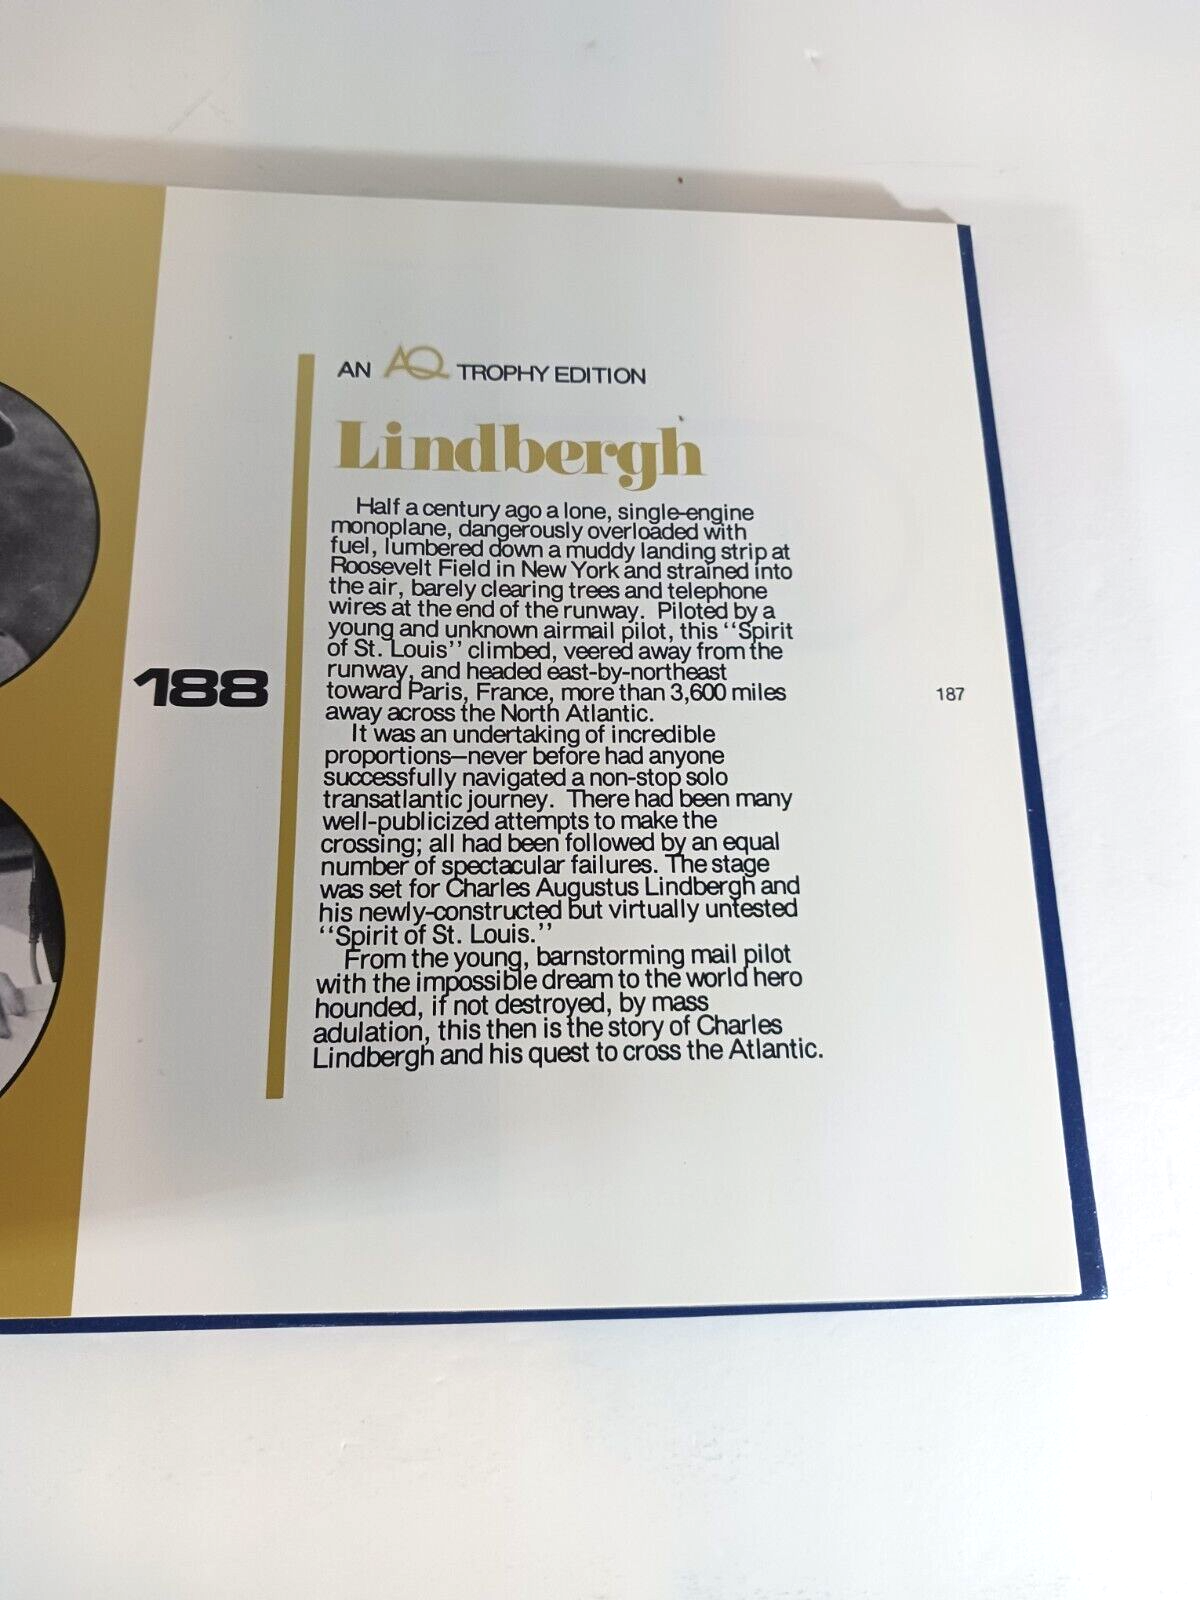 AN AQ TROPHY EDITION
Lindbergh
Half a century ago a lone, single-engine
monoplane, dangerously overloaded with
fuel, lumbered down a muddy landing strip at
Roosevelt Field in New York and strained into
the air, barely clearing trees and telephone
wires at the end of the runway. Piloted by a
young and unknown airmail pilot, this ''Spirit
of St. Louis'' climbed, veered away from the
runway, and headed east-by-northeast
toward Paris, France, more than 3,600 miles
away across the North Atlantic.
It was an undertaking of incredible
proportions—never before had anyone
successfully navigated a non-stop solo
transatlantic journey. There had been many
well-publicized attempts to make the
crossing; all had been followed by an equal
number of spectacular failures. The stage
was set for Charles Augustus Lindbergh and
his newly-constructed but virtually untested
''Spirit of St. Louis.''
From the young, barnstorming mail pilot
with the impossible dream to the world hero
hounded, if not destroyed, by mass
adulation, this then is the story of Charles
Lindbergh and his quest to cross the Atlantic.
188
187